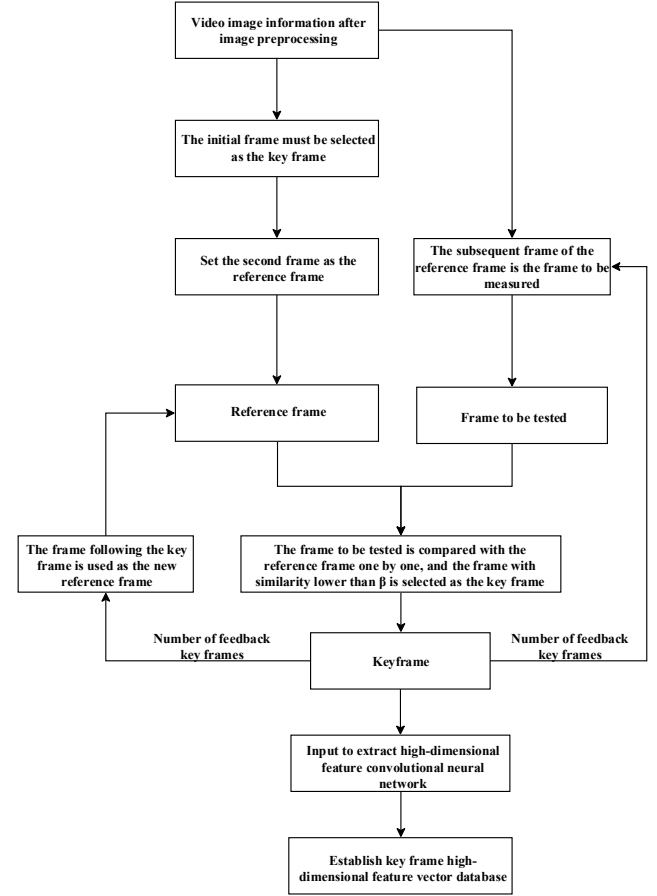 Video image information after
image preprocessing
The initial frame must be selected
as the key frame
Set the second frame as the
reference frame
The subsequent frame of the
reference frame is the frame to be
measured
Reference frame
Frame to be tested
The frame following the key
frame is used as the new
reference frame
The frame to be tested is compared with the
reference frame one by one, and the frame with
similarity lower than β is selected as the key frame
Number of feedback
key frames
Keyframe
Number of feedback
key frames
Input to extract high-dimensional
feature convolutional neural
network
Establish key frame high-
dimensional feature vector database